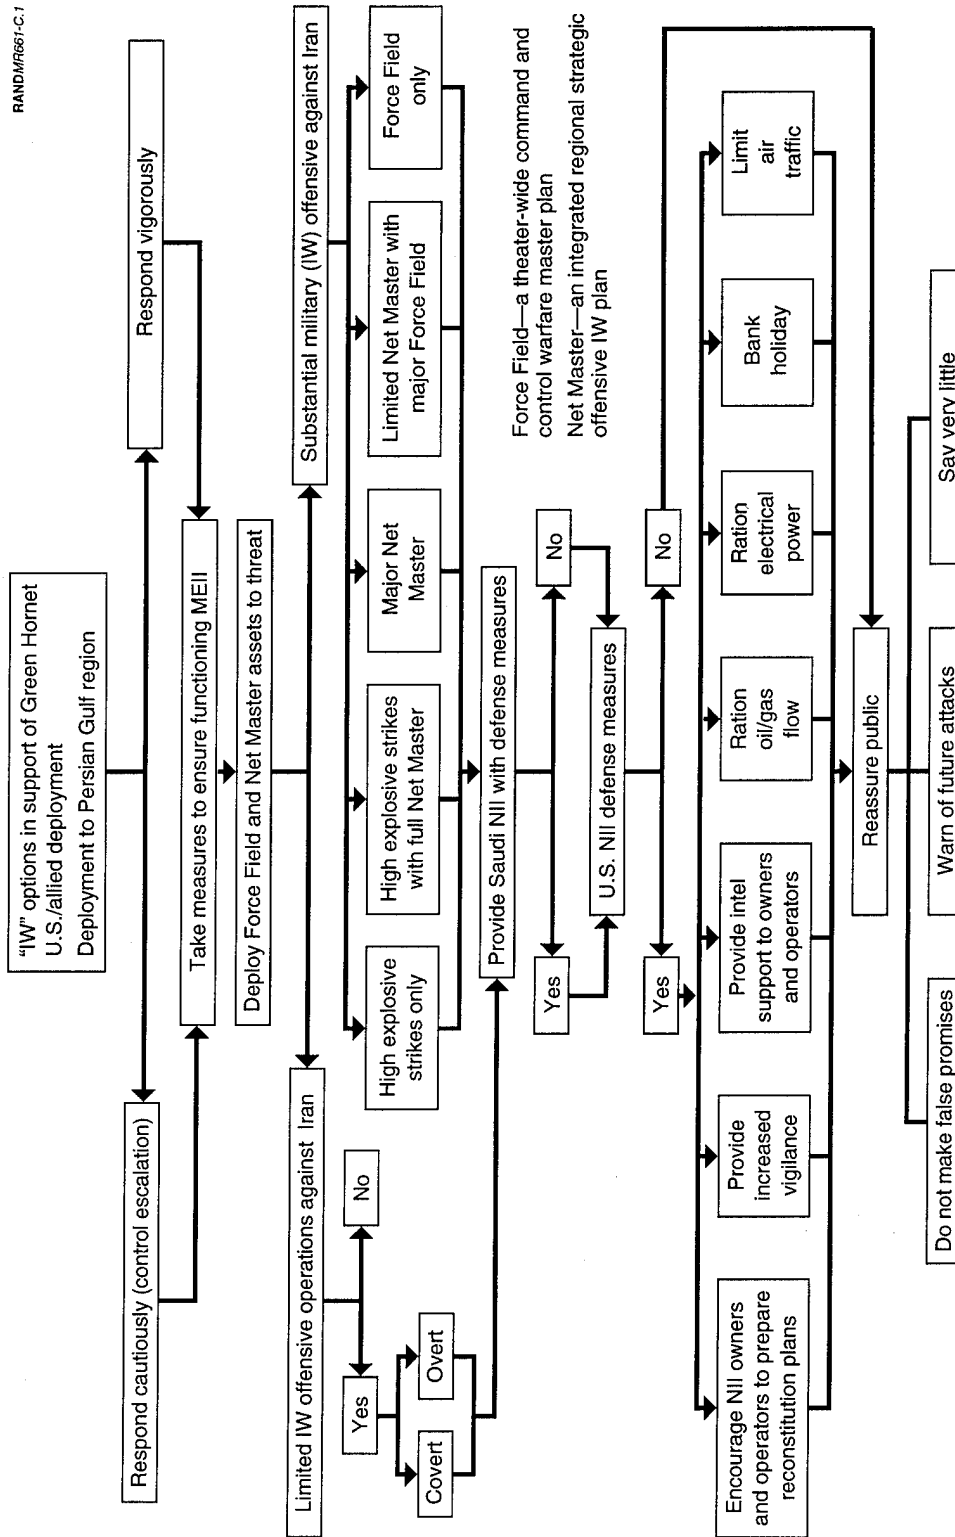 RANDMR661-C.1
“IW” options in support of Green Hornet
U.S./allied deployment
Deployment to Persian Gulf region
Respond cautiously (control escalation)
Respond vigorously
Take measures to ensure functioning MEII
Deploy Force Field and Net Master assets to threat
Limited IW offensive operations against Iran
Substantial military (IW) offensive against Iran
Yes
No
Covert
Overt
High explosive
strikes only
High explosive strikes
with full Net Master
Major Net
Master
Limited Net Master with
major Force Field
Force Field
only
Provide Saudi NII with defense measures
Force Field—a theater-wide command and
control warfare master plan
Net Master—an integrated regional strategic
offensive IW plan
Yes
No
U.S. NII defense measures
Yes
No
Encourage NII owners
and operators to prepare
reconstitution plans
Provide
increased
vigilance
Provide intel
support to owners
and operators
Ration
oil/gas
flow
Ration
electrical
power
Bank
holiday
Limit
air
traffic
Reassure public
Do not make false promises
Warn of future attacks
Say very little